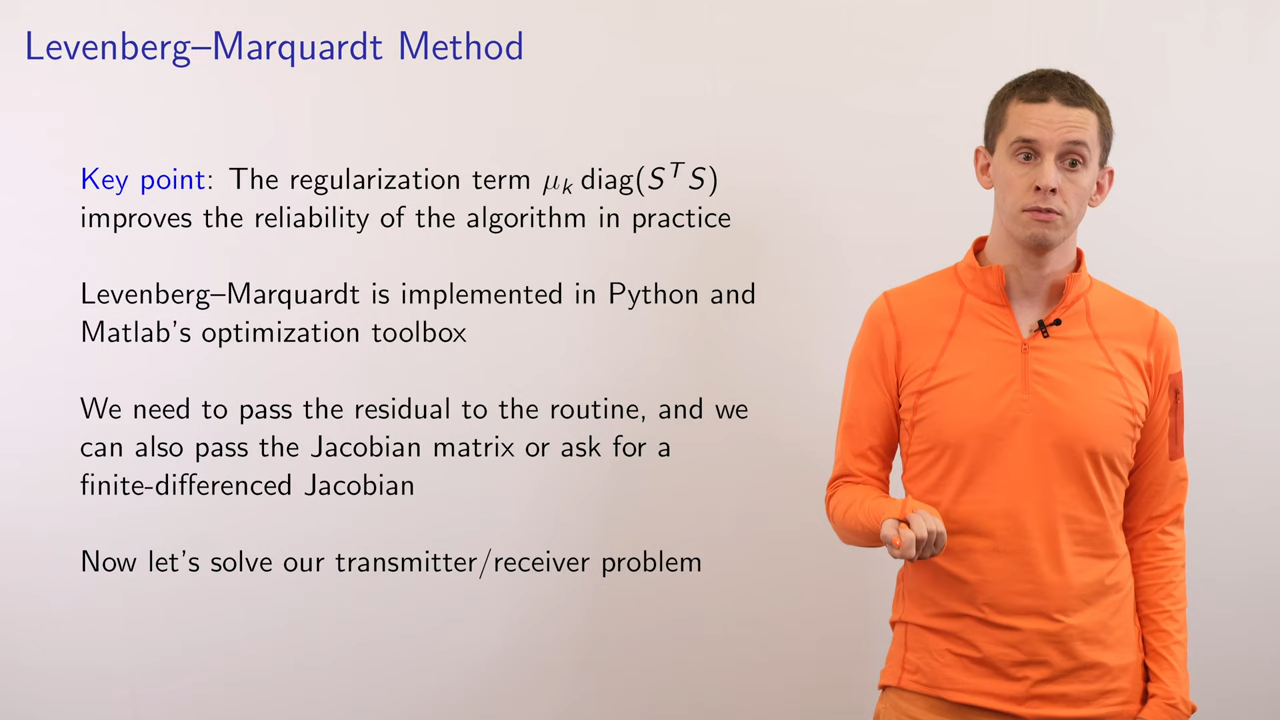 Levenberg–Marquardt Method
Key point: The regularization term μₖ diag(SᵀS)
improves the reliability of the algorithm in practice
Levenberg–Marquardt is implemented in Python and
Matlab's optimization toolbox
We need to pass the residual to the routine, and we
can also pass the Jacobian matrix or ask for a
finite-differenced Jacobian
Now let's solve our transmitter/receiver problem